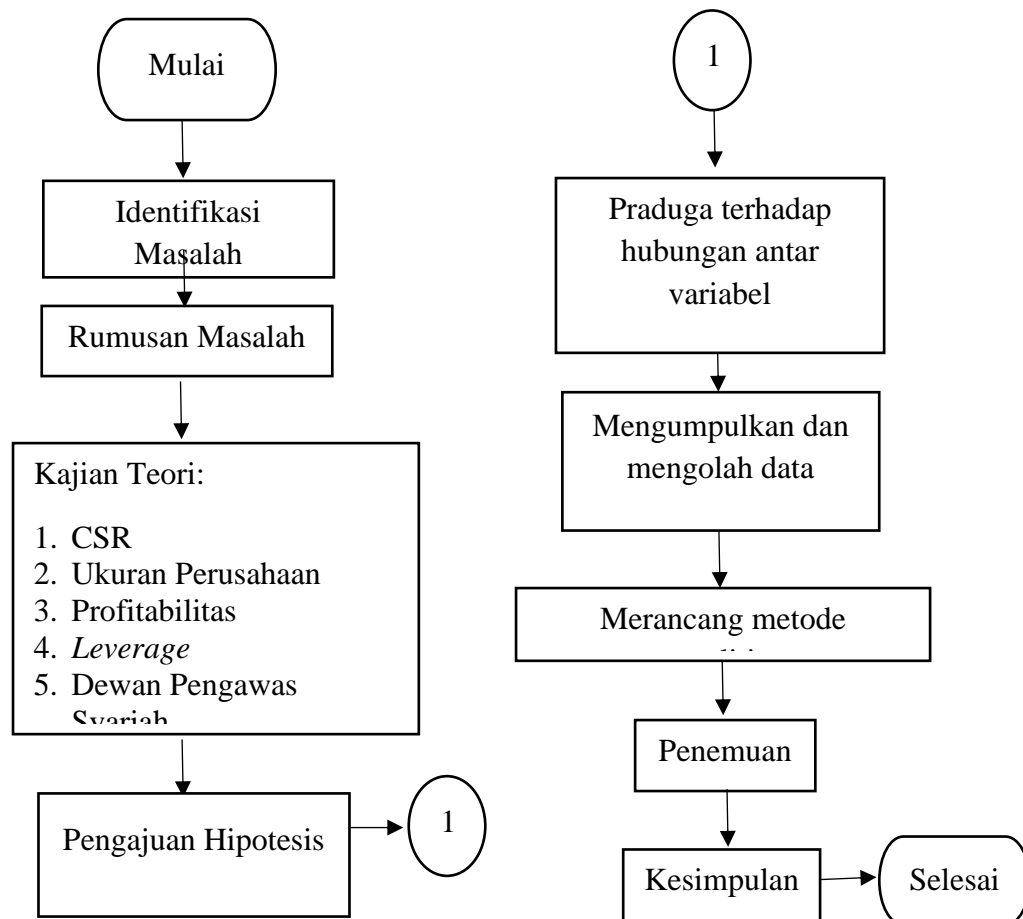 Mulai
Identifikasi
Masalah
Rumusan Masalah
Kajian Teori:
1. CSR
2. Ukuran Perusahaan
3. Profitabilitas
4. Leverage
5. Dewan Pengawas
Syariah
Pengajuan Hipotesis
1
1
Praduga terhadap
hubungan antar
variabel
Mengumpulkan dan
mengolah data
Merancang metode
Penemuan
Kesimpulan
Selesai